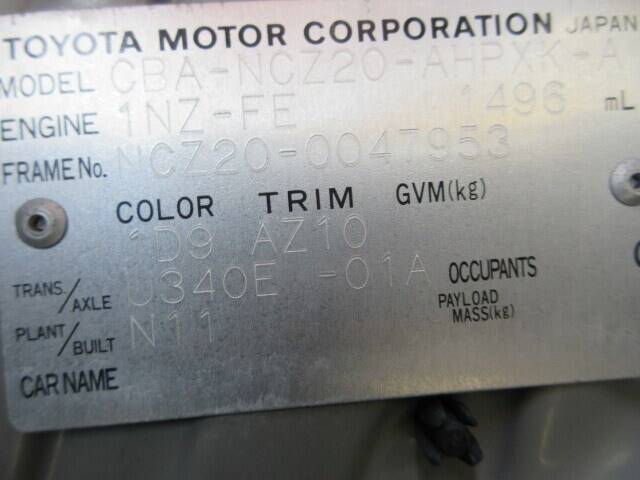 TOYOTA MOTOR CORPORATION JAPAN
MODEL CBA-NCZ20-AHPXK-A
ENGINE 1NZ-FE 1496 mL
FRAME No. NCZ20-0047953
COLOR TRIM GVM(kg)
1D9 AZ10
TRANS./AXLE U340E -01A OCCUPANTS
PAYLOAD MASS(kg)
PLANT/BUILT N11
CAR NAME